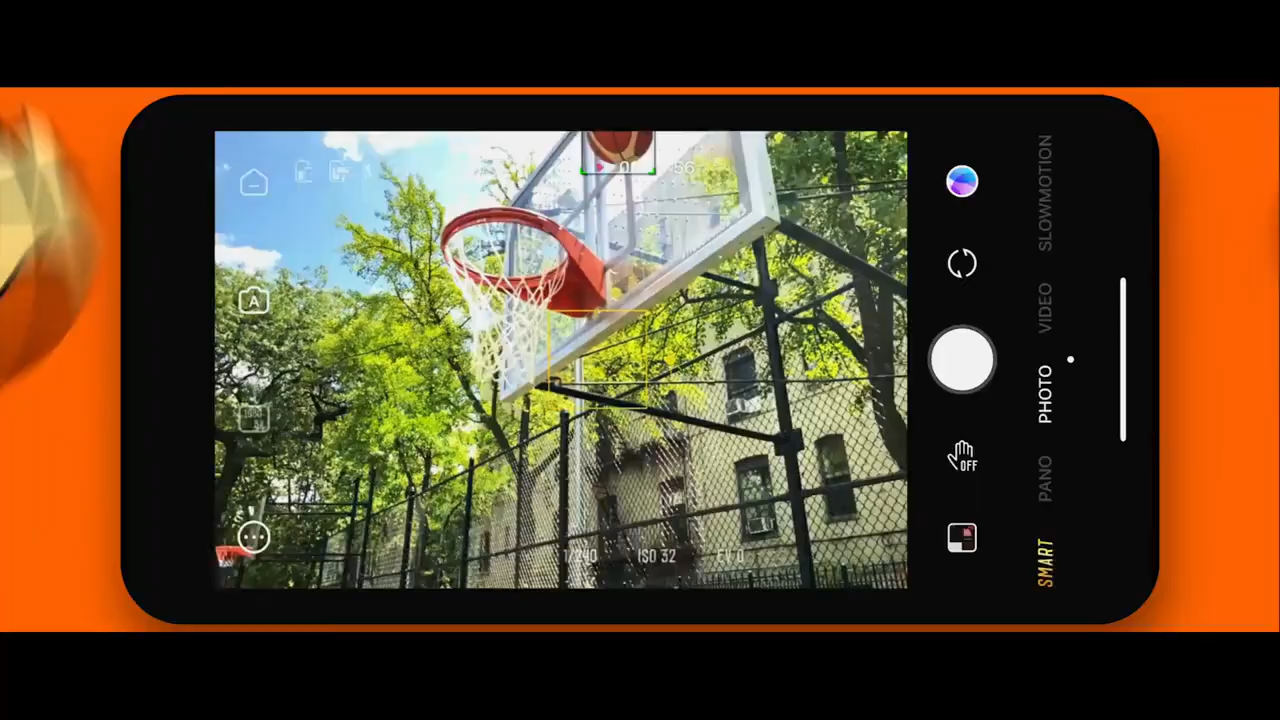 A
1/240 ISO 32 EV 0
OFF
SLOWMOTION
VIDEO
PHOTO
PANO
SMART